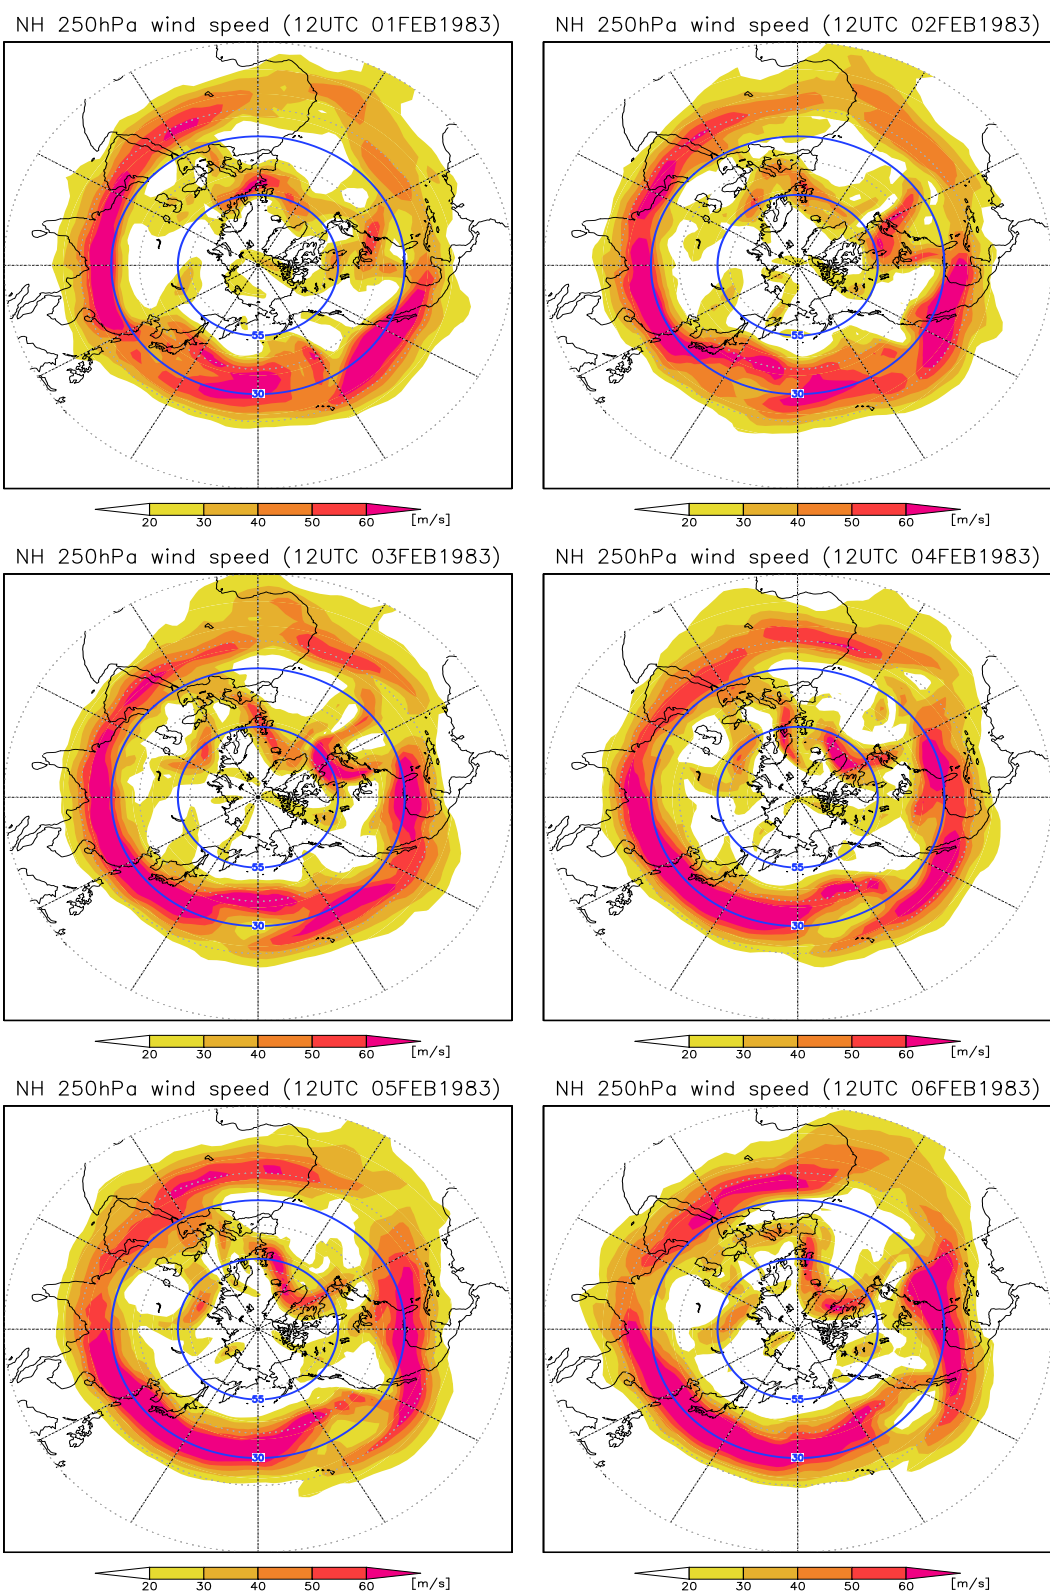 NH 250hPa wind speed (12UTC 01FEB1983)
NH 250hPa wind speed (12UTC 02FEB1983)
55
30
55
30
20 30 40 50 60 [m/s]
20 30 40 50 60 [m/s]
NH 250hPa wind speed (12UTC 03FEB1983)
NH 250hPa wind speed (12UTC 04FEB1983)
55
30
55
30
20 30 40 50 60 [m/s]
20 30 40 50 60 [m/s]
NH 250hPa wind speed (12UTC 05FEB1983)
NH 250hPa wind speed (12UTC 06FEB1983)
55
30
55
30
20 30 40 50 60 [m/s]
20 30 40 50 60 [m/s]